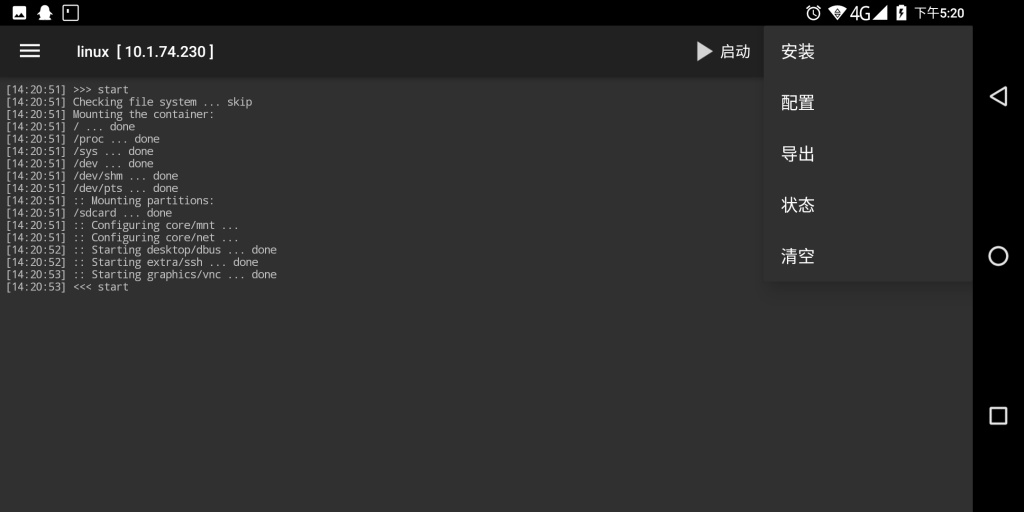 4G 下午5:20
linux [ 10.1.74.230 ] 启动
安装
配置
导出
状态
清空
[14:20:51] >>> start
[14:20:51] Checking file system ... skip
[14:20:51] Mounting the container:
[14:20:51] / ... done
[14:20:51] /proc ... done
[14:20:51] /sys ... done
[14:20:51] /dev ... done
[14:20:51] /dev/shm ... done
[14:20:51] /dev/pts ... done
[14:20:51] :: Mounting partitions:
[14:20:51] /sdcard ... done
[14:20:51] :: Configuring core/mnt ...
[14:20:51] :: Configuring core/net ...
[14:20:52] :: Starting desktop/dbus ... done
[14:20:52] :: Starting extra/ssh ... done
[14:20:53] :: Starting graphics/vnc ... done
[14:20:53] <<< start